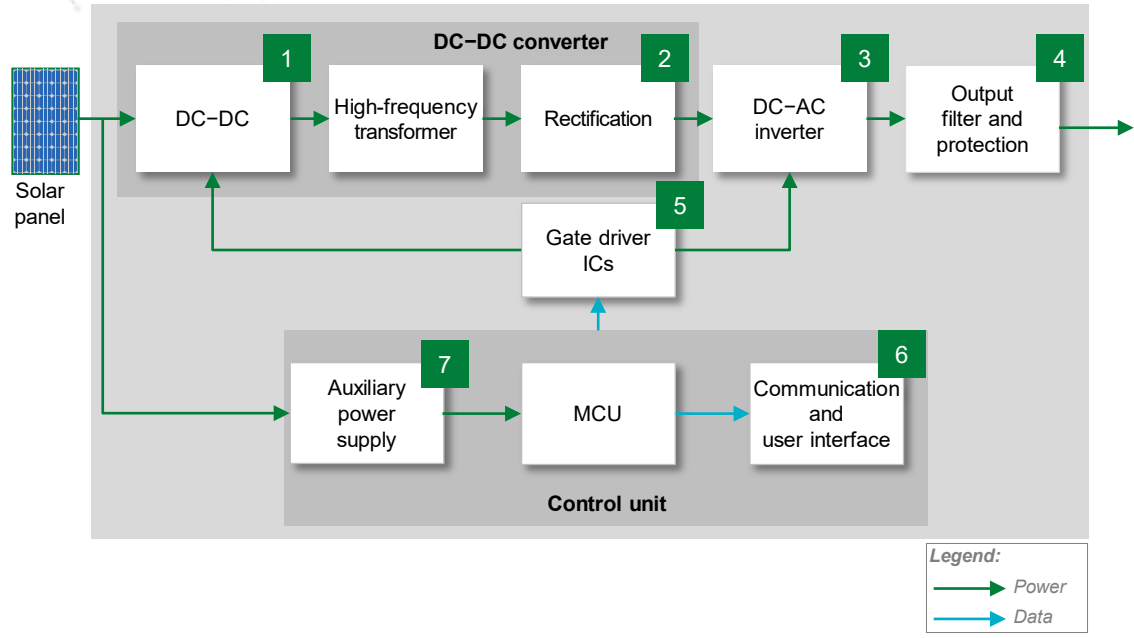 DC−DC converter
1
2
3
4
DC−DC
High-frequency
transformer
Rectification
DC−AC
inverter
Output
filter and
protection
Solar
panel
5
Gate driver
ICs
7
6
Auxiliary
power
supply
MCU
Communication
and
user interface
Control unit
Legend:
Power
Data